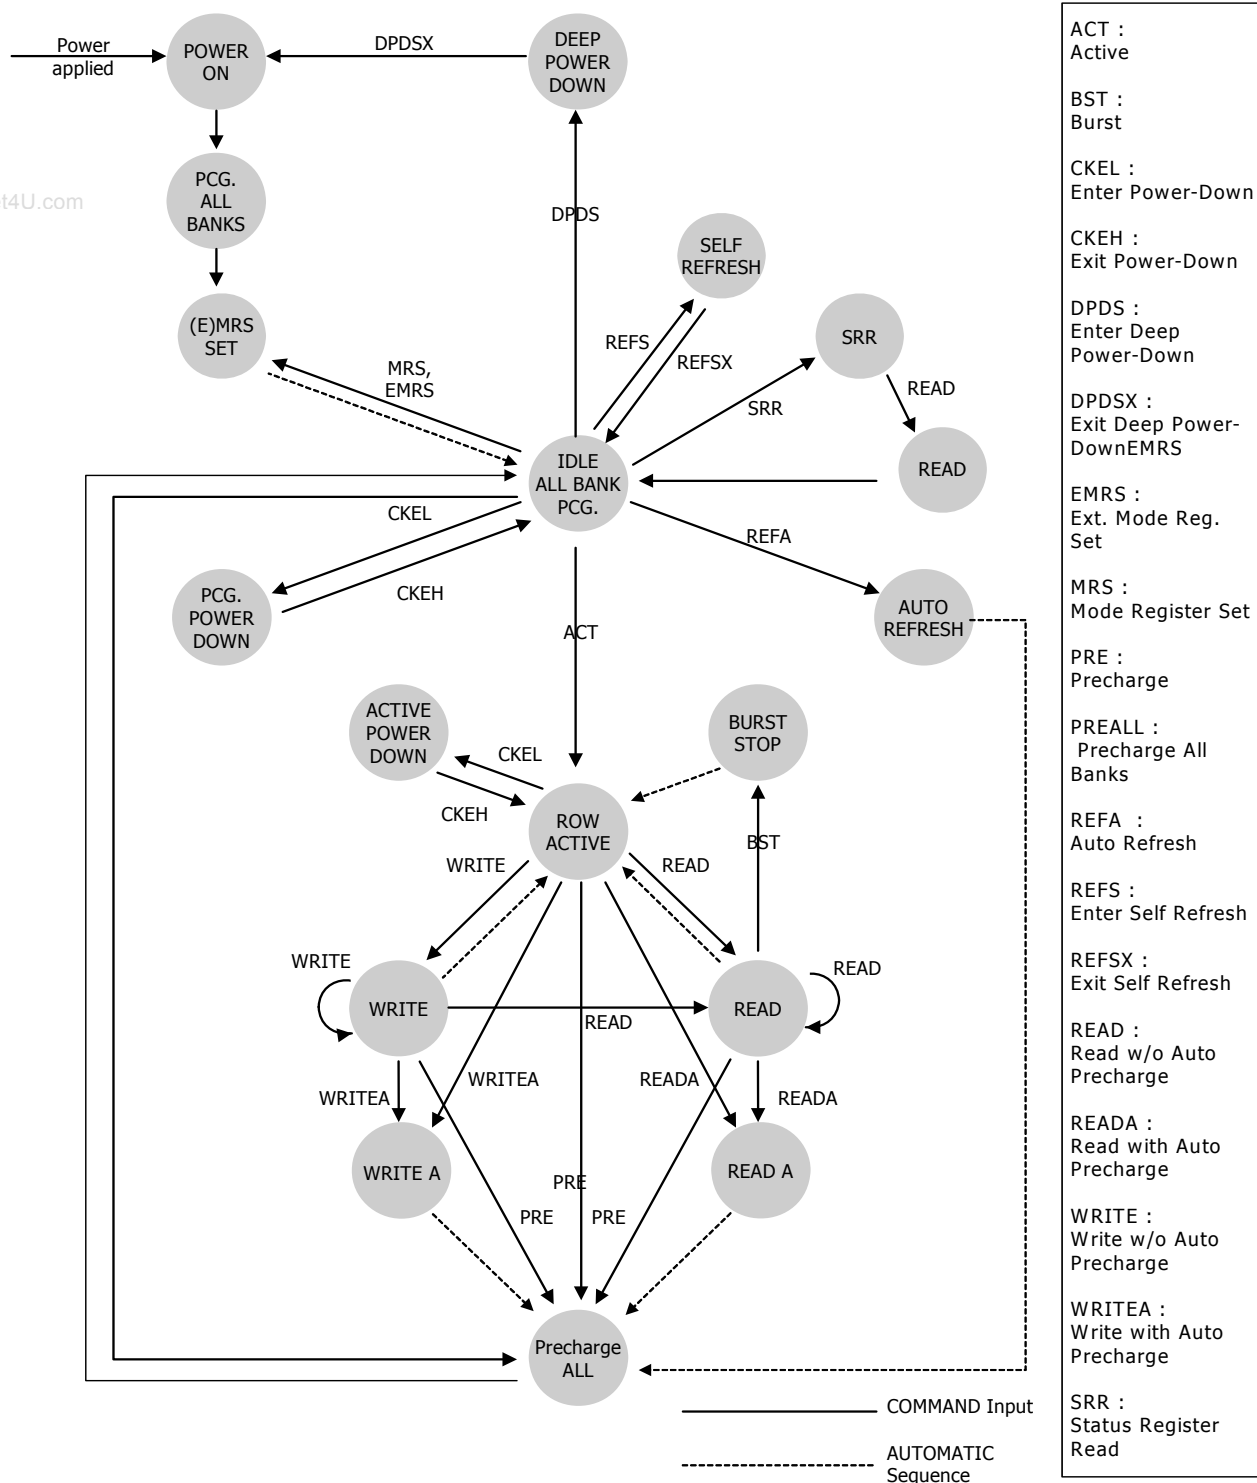 Power
applied
POWER
ON
DPDSX
DEEP
POWER
DOWN
PCG.
ALL
BANKS
t4U.com
DPDS
SELF
REFRESH
(E)MRS
SET
MRS,
EMRS
REFS
REFSX
SRR
SRR
READ
READ
IDLE
ALL BANK
PCG.
CKEL
CKEH
PCG.
POWER
DOWN
REFA
AUTO
REFRESH
ACT
ACTIVE
POWER
DOWN
CKEL
CKEH
BURST
STOP
ROW
ACTIVE
BST
WRITE
READ
WRITE
WRITE
READ
READ
READ
WRITEA
WRITEA
READA
READA
WRITE A
READ A
PRE
PRE
PRE
Precharge
ALL
COMMAND Input
AUTOMATIC
Sequence
ACT :
Active
BST :
Burst
CKEL :
Enter Power-Down
CKEH :
Exit Power-Down
DPDS :
Enter Deep
Power-Down
DPDSX :
Exit Deep Power-
DownEMRS
EMRS :
Ext. Mode Reg.
Set
MRS :
Mode Register Set
PRE :
Precharge
PREALL :
Precharge All
Banks
REFA :
Auto Refresh
REFS :
Enter Self Refresh
REFSX :
Exit Self Refresh
READ :
Read w/o Auto
Precharge
READA :
Read with Auto
Precharge
WRITE :
Write w/o Auto
Precharge
WRITEA :
Write with Auto
Precharge
SRR :
Status Register
Read